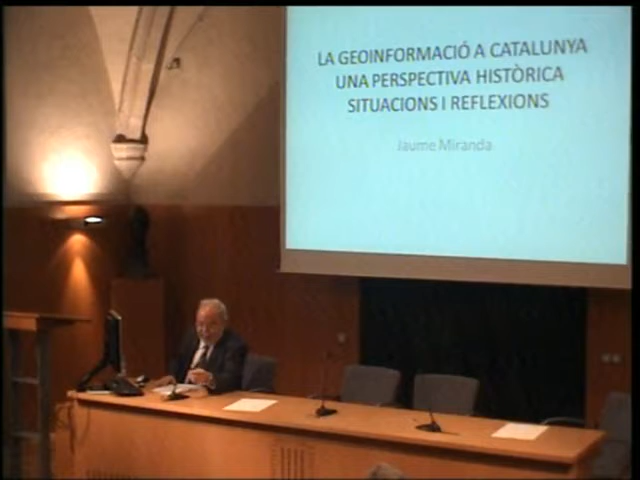 LA GEOINFORMACIÓ A CATALUNYA
UNA PERSPECTIVA HISTÒRICA
SITUACIONS I REFLEXIONS
Jaume Miranda